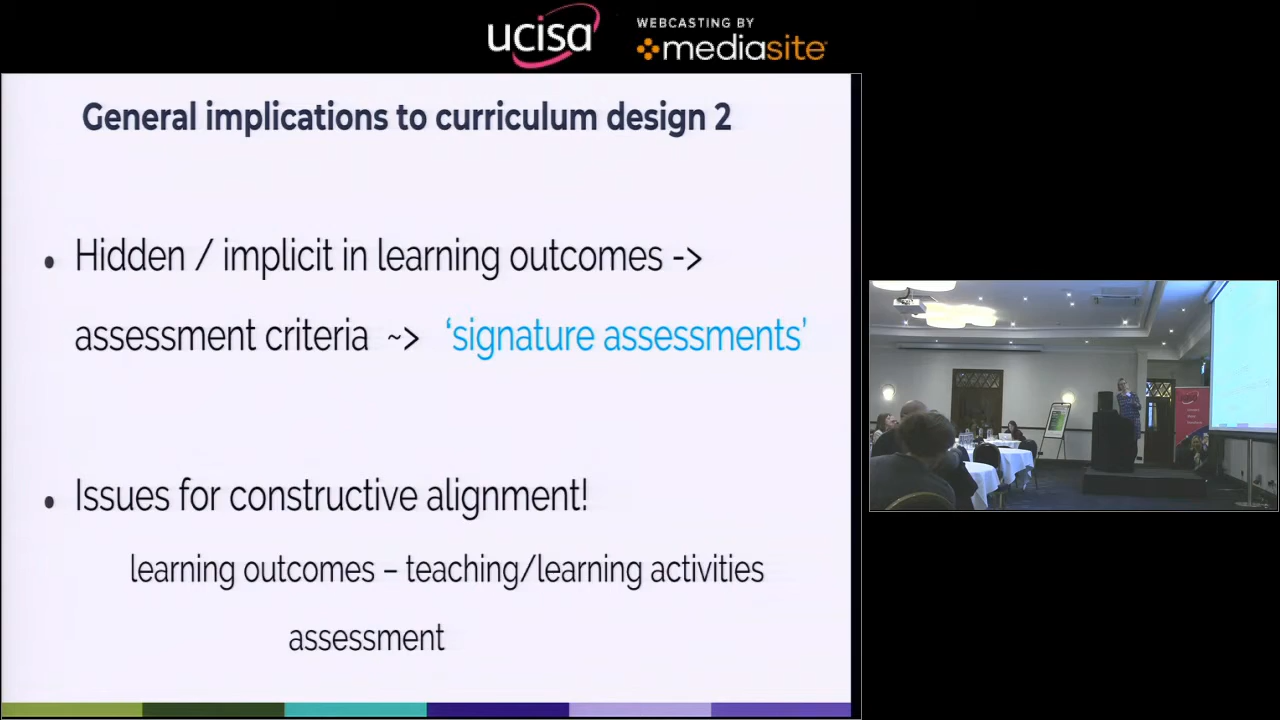 ucisa
WEBCASTING BY
mediasite
General implications to curriculum design 2
• Hidden / implicit in learning outcomes ->
assessment criteria ~> ‘signature assessments’
• Issues for constructive alignment!
learning outcomes – teaching/learning activities
assessment